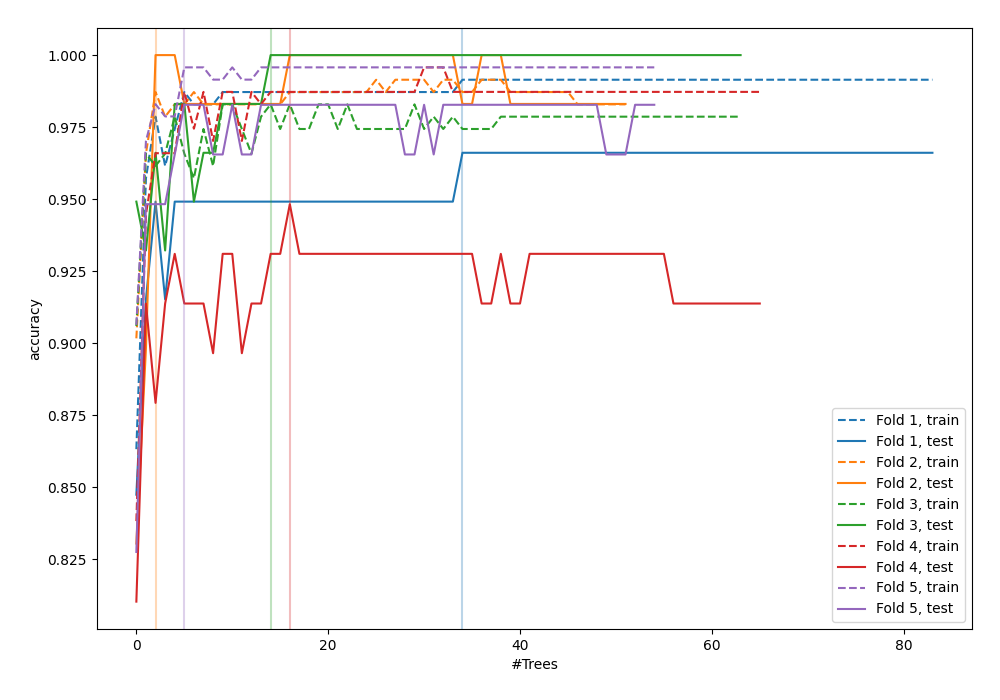 1.000
0.975
0.950
0.925
0.900
0.875
0.850
0.825
accuracy
0
20
40
60
80
#Trees
Fold 1, train
Fold 1, test
Fold 2, train
Fold 2, test
Fold 3, train
Fold 3, test
Fold 4, train
Fold 4, test
Fold 5, train
Fold 5, test